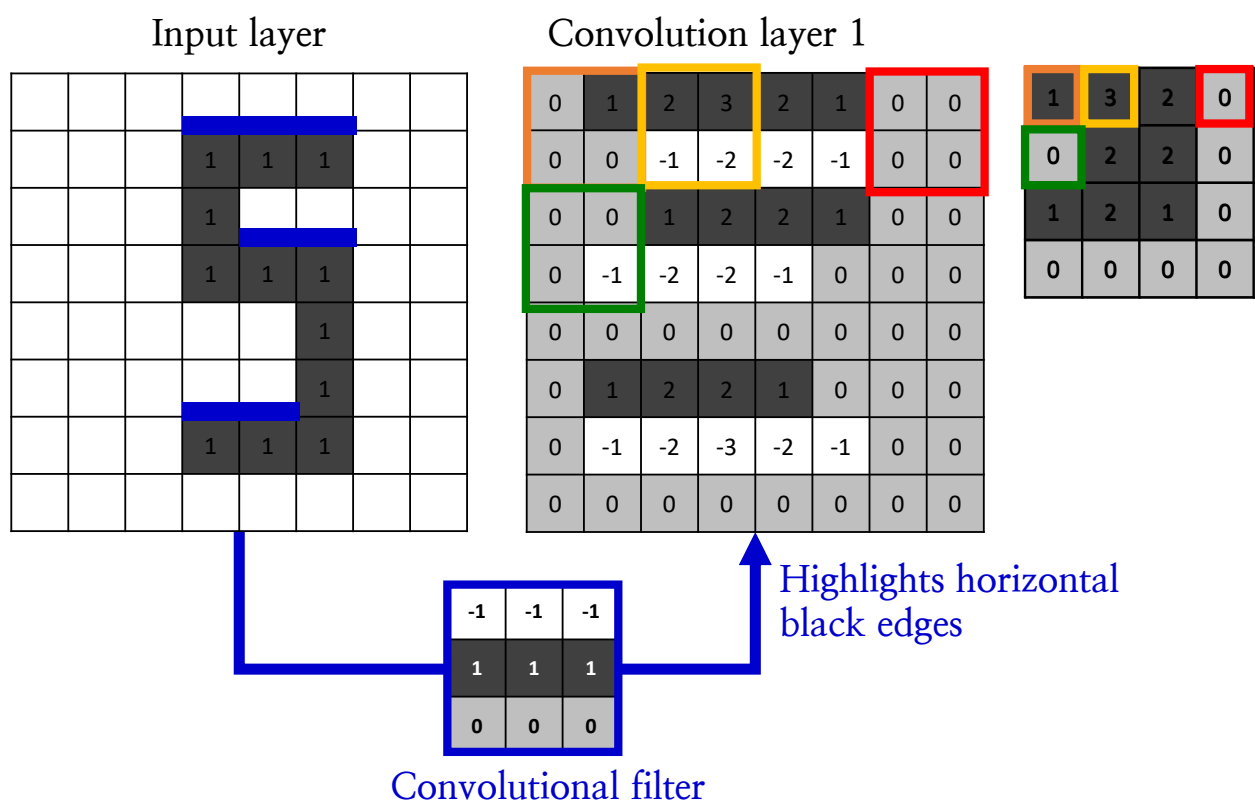 Input layer
Convolution layer 1
1 1 1
1
1 1 1
1
1
1 1 1
0 1 2 3 2 1 0 0
0 0 -1 -2 -2 -1 0 0
0 0 1 2 2 1 0 0
0 -1 -2 -2 -1 0 0 0
0 0 0 0 0 0 0 0
0 1 2 2 1 0 0 0
0 -1 -2 -3 -2 -1 0 0
0 0 0 0 0 0 0 0
1 3 2 0
0 2 2 0
1 2 1 0
0 0 0 0
-1 -1 -1
1 1 1
0 0 0
Convolutional filter
Highlights horizontal
black edges